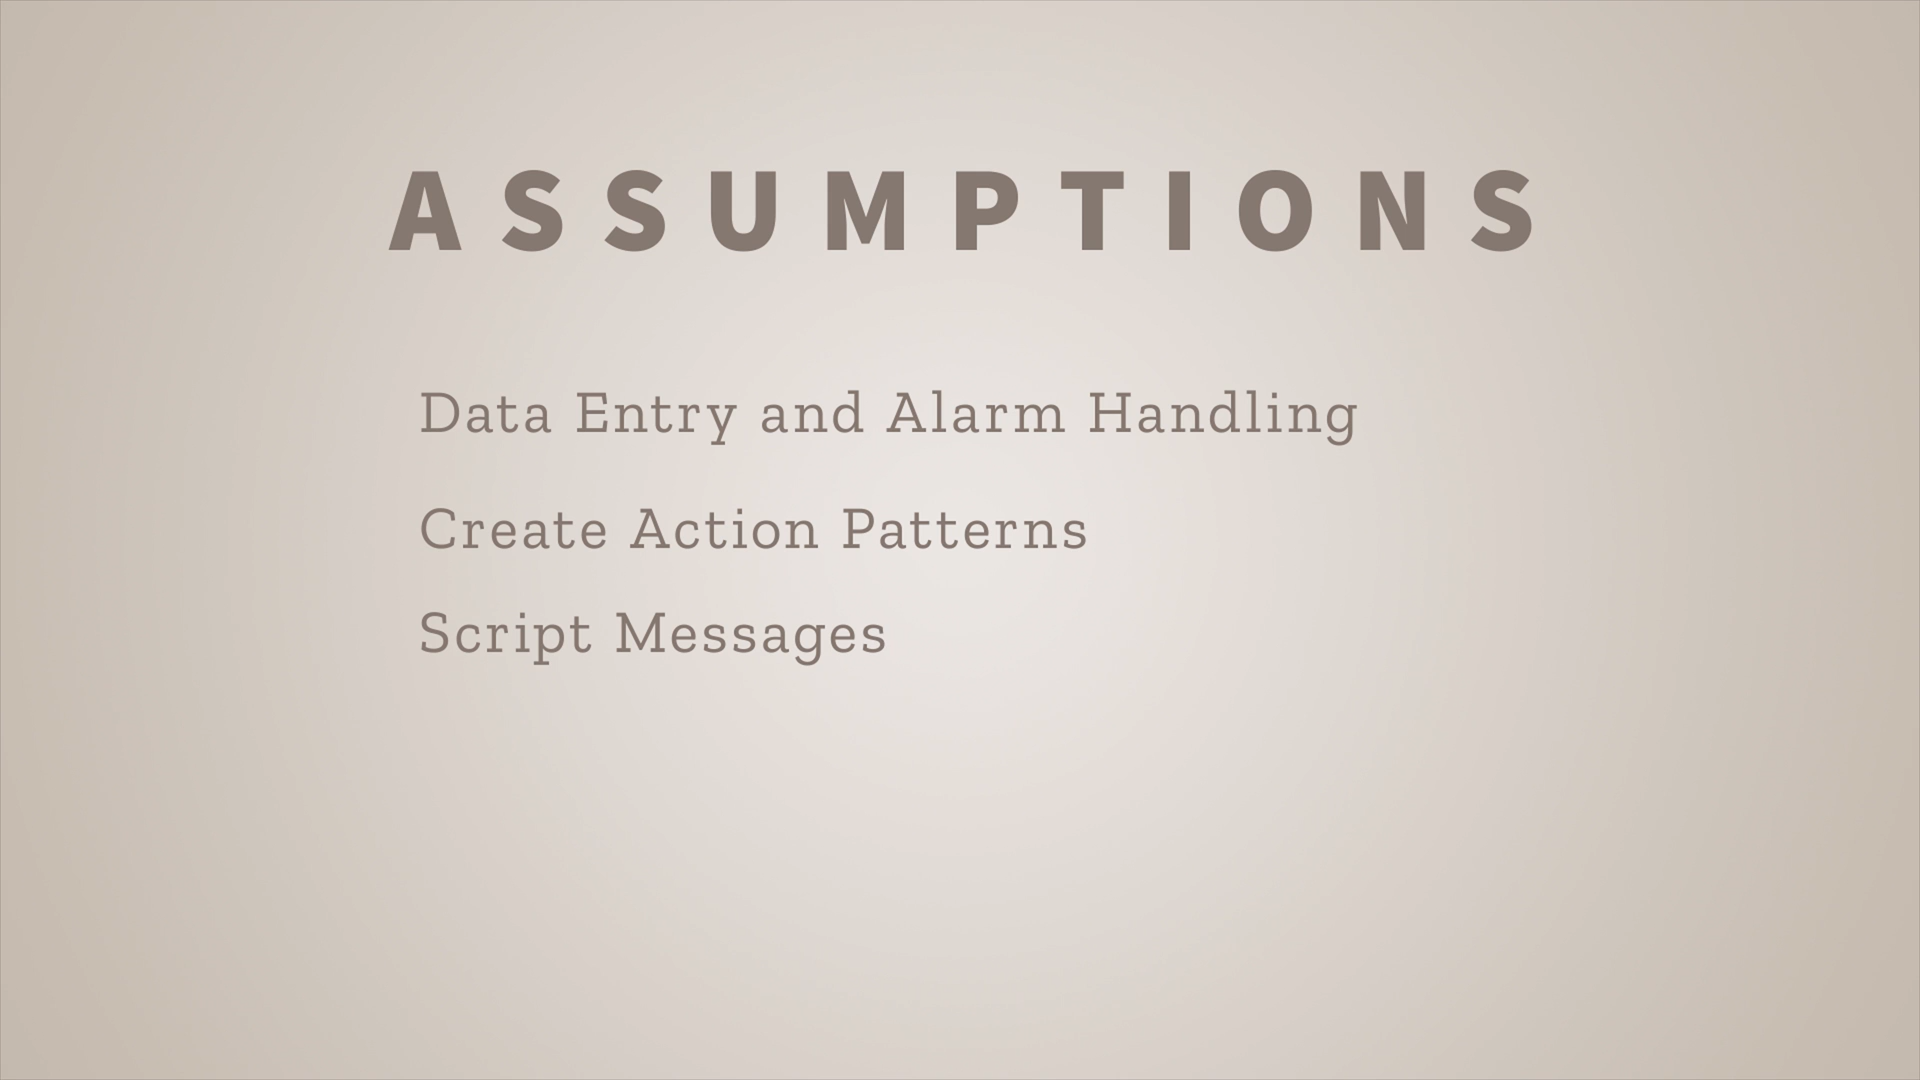 ASSUMPTIONS
Data Entry and Alarm Handling
Create Action Patterns
Script Messages